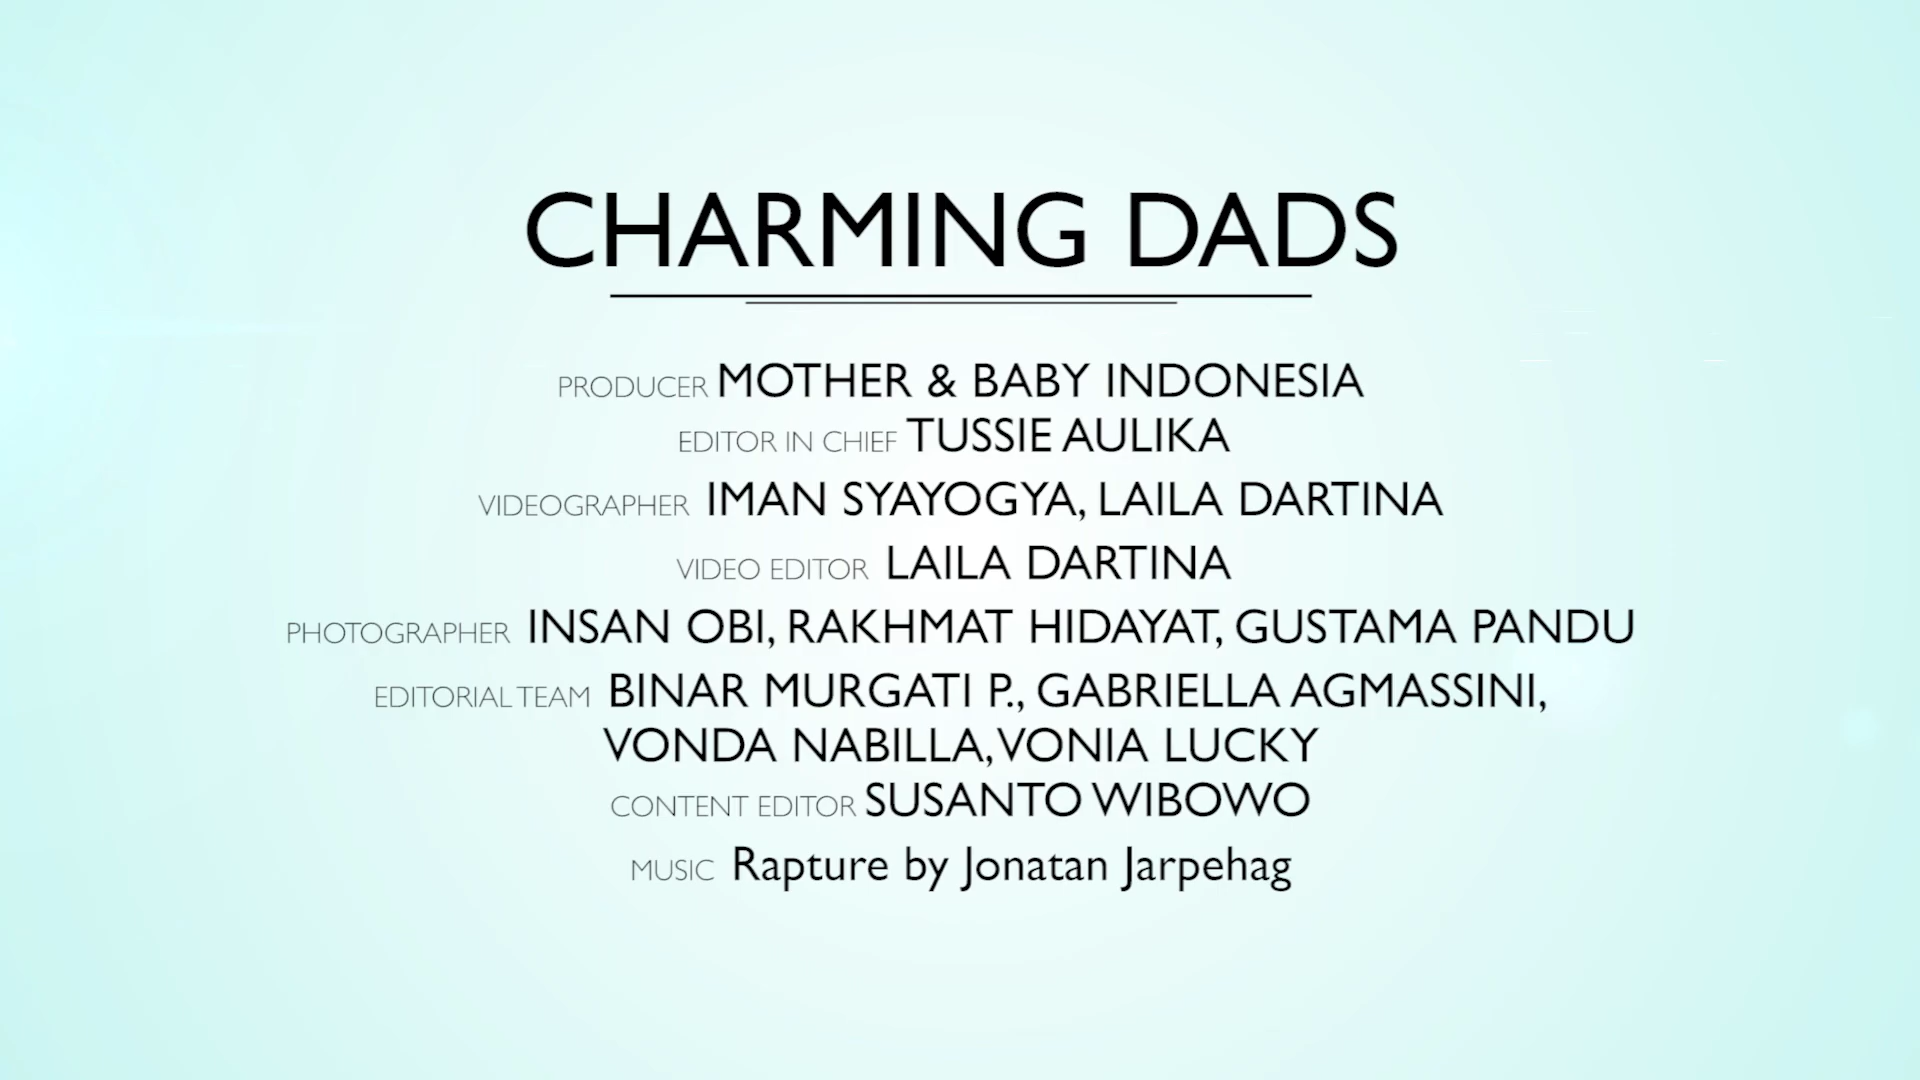 CHARMING DADS
PRODUCER MOTHER & BABY INDONESIA
EDITOR IN CHIEF TUSSIE AULIKA
VIDEOGRAPHER IMAN SYAYOGYA, LAILA DARTINA
VIDEO EDITOR LAILA DARTINA
PHOTOGRAPHER INSAN OBI, RAKHMAT HIDAYAT, GUSTAMA PANDU
EDITORIAL TEAM BINAR MURGATI P., GABRIELLA AGMASSINI,
VONDA NABILLA, VONIA LUCKY
CONTENT EDITOR SUSANTO WIBOWO
MUSIC Rapture by Jonatan Jarpehag